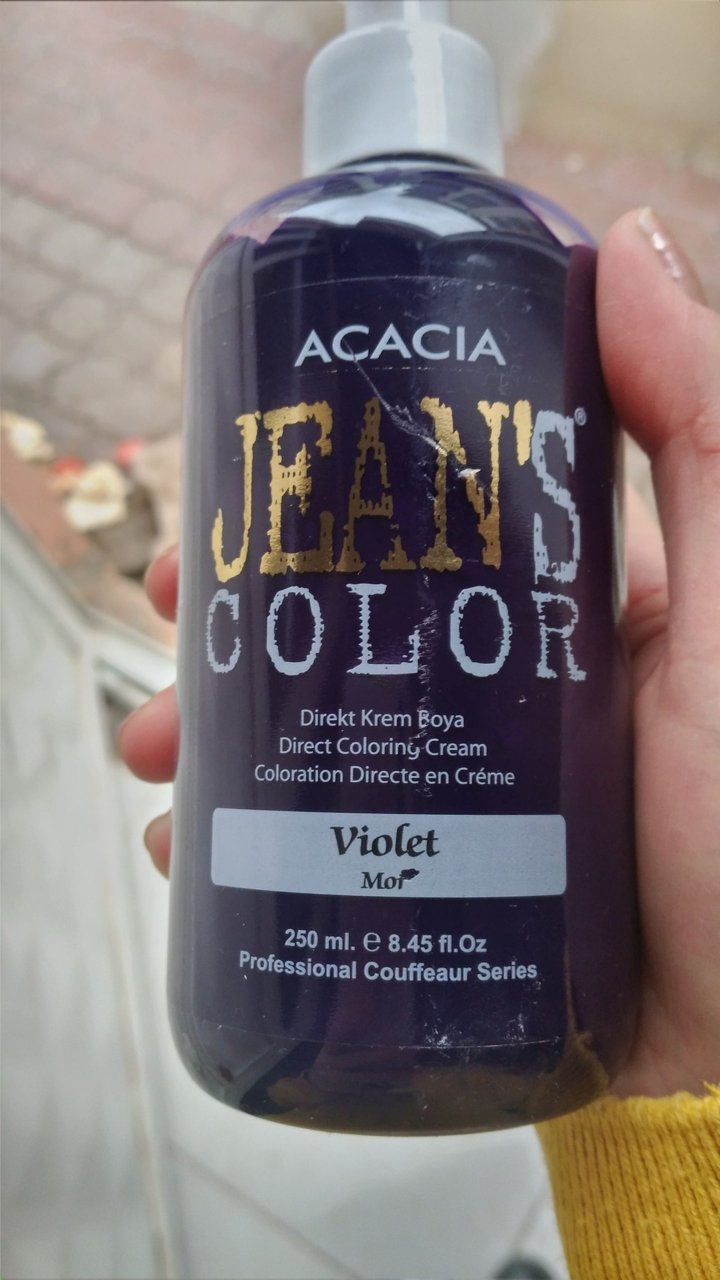 ACACIA
JEAN'S®
COLOR
Direkt Krem Boya
Direct Coloring Cream
Coloration Directe en Créme
Violet
Mor
250 ml. ℮ 8.45 fl.Oz
Professional Couffeaur Series